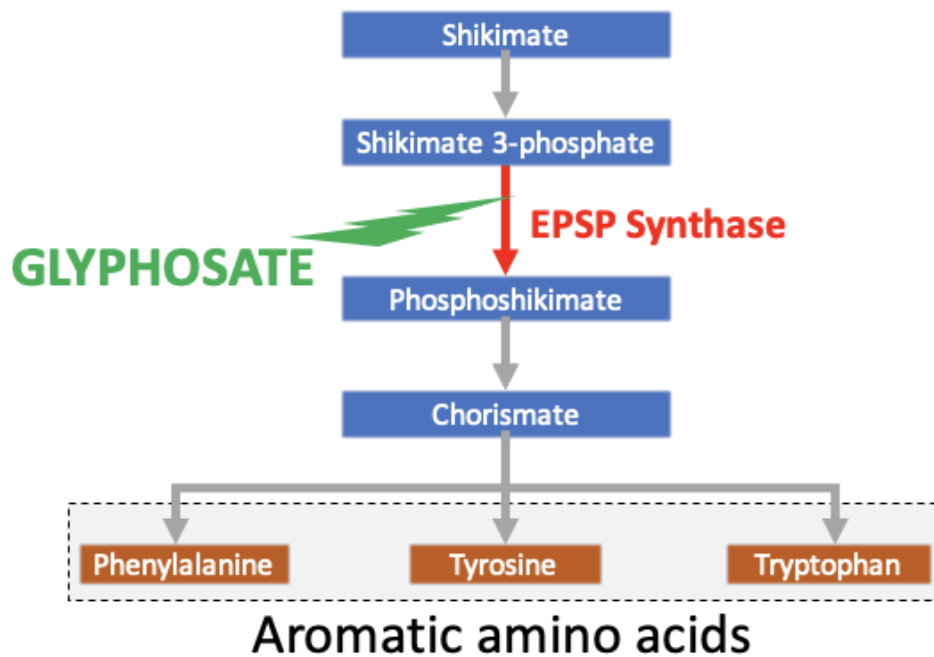 Shikimate
Shikimate 3-phosphate
EPSP Synthase
GLYPHOSATE
Phosphoshikimate
Chorismate
Phenylalanine
Tyrosine
Tryptophan
Aromatic amino acids